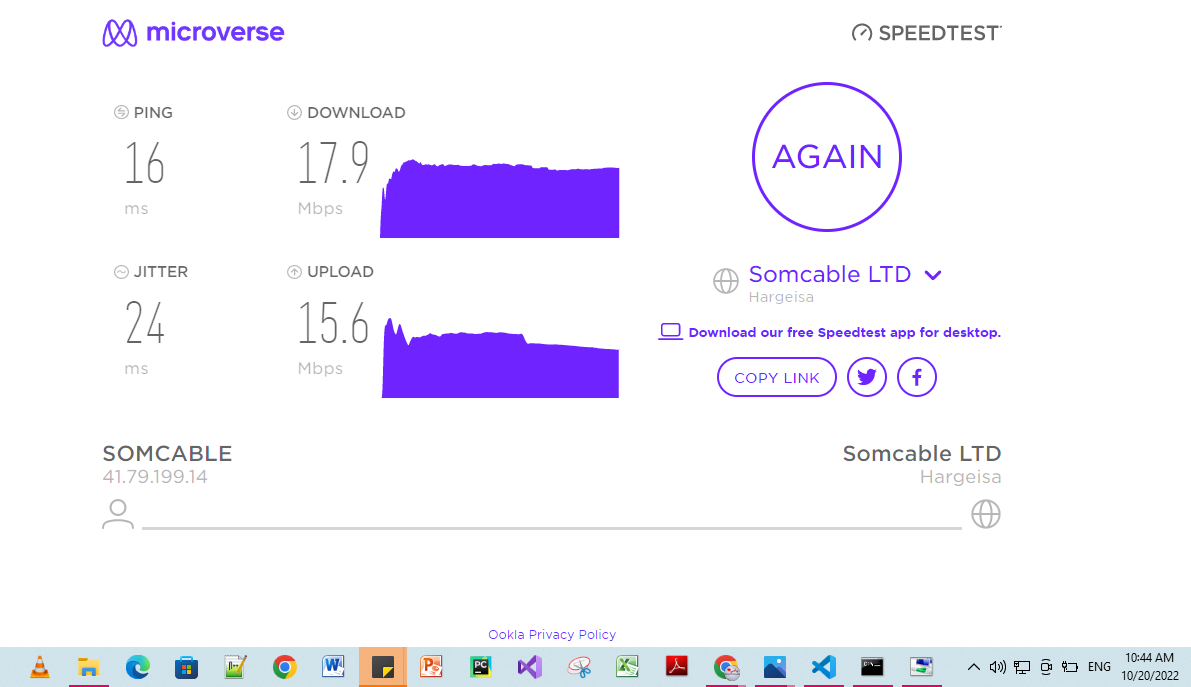 microverse
SPEEDTEST
PING
16
ms
DOWNLOAD
17.9
Mbps
JITTER
24
ms
UPLOAD
15.6
Mbps
AGAIN
Somcable LTD
Hargeisa
Download our free Speedtest app for desktop.
COPY LINK
SOMCABLE
41.79.199.14
Somcable LTD
Hargeisa
Ookla Privacy Policy
ENG
10:44 AM
10/20/2022